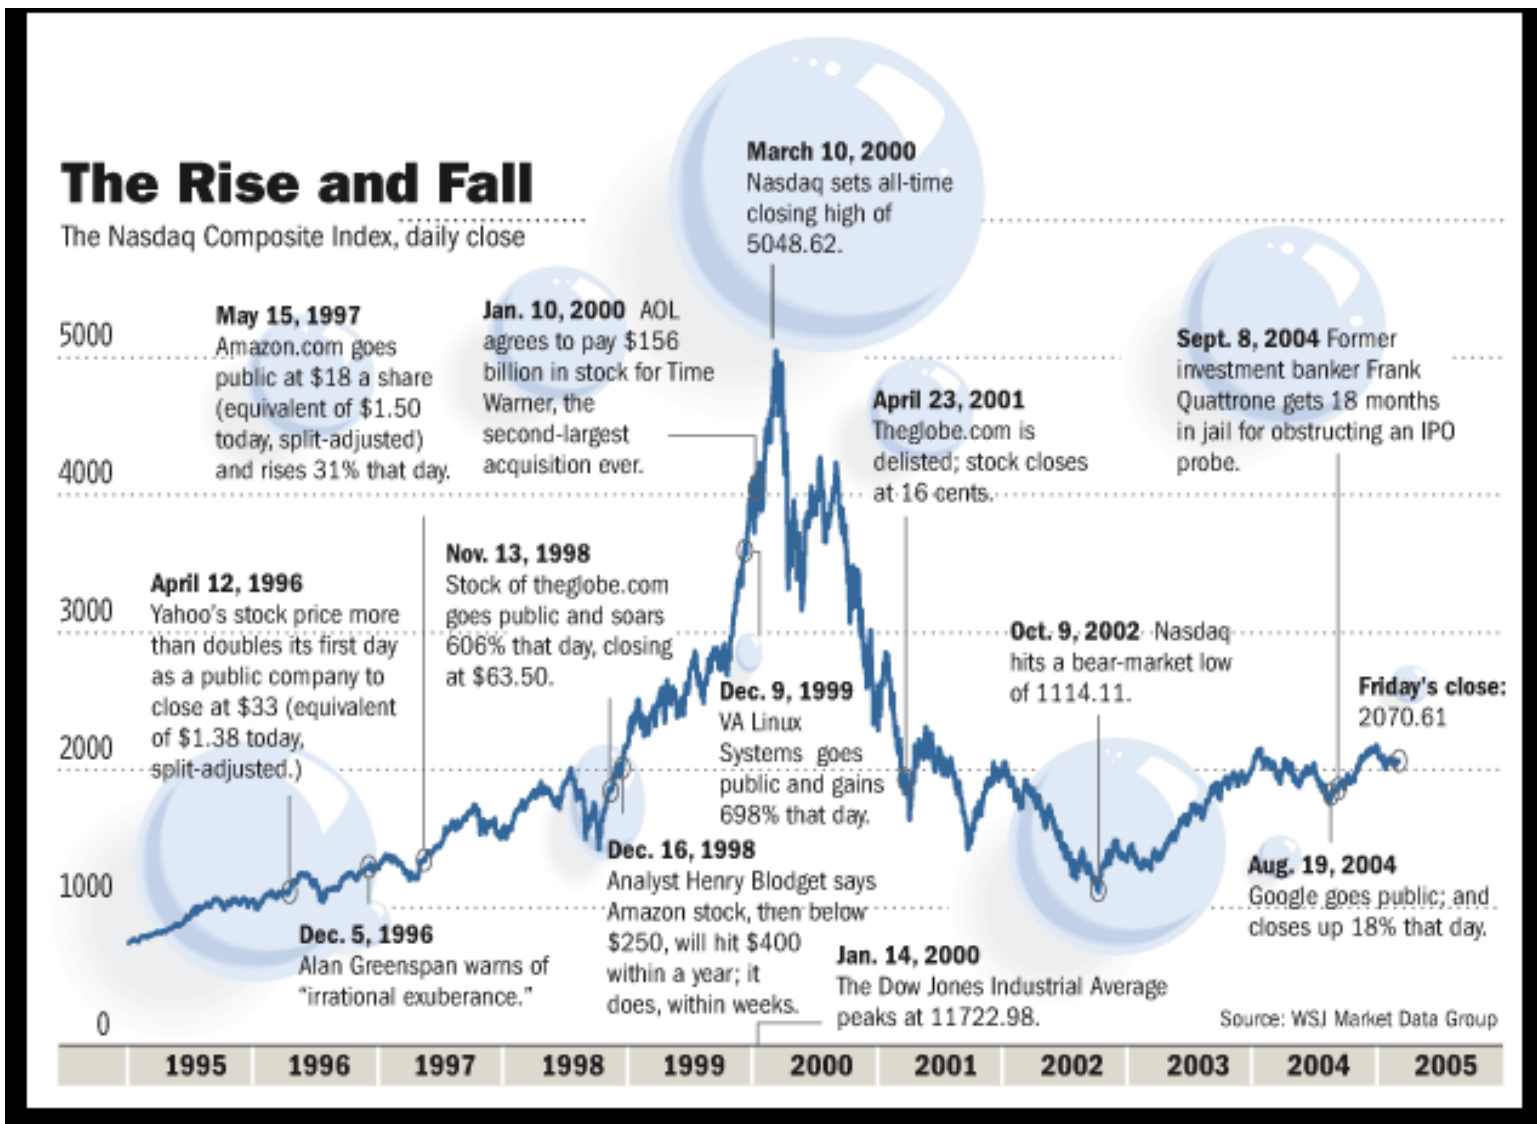 The Rise and Fall
The Nasdaq Composite Index, daily close
March 10, 2000
Nasdaq sets all-time
closing high of
5048.62.
May 15, 1997
Amazon.com goes
public at $18 a share
(equivalent of $1.50
today, split-adjusted)
and rises 31% that day.
Jan. 10, 2000 AOL
agrees to pay $156
billion in stock for Time
Warner, the
second-largest
acquisition ever.
Sept. 8, 2004 Former
investment banker Frank
Quattrone gets 18 months
in jail for obstructing an IPO
probe.
April 23, 2001
Theglobe.com is
delisted; stock closes
at 16 cents.
April 12, 1996
Yahoo's stock price more
than doubles its first day
as a public company to
close at $33 (equivalent
of $1.38 today,
split-adjusted.)
Nov. 13, 1998
Stock of theglobe.com
goes public and soars
606% that day, closing
at $63.50.
Oct. 9, 2002 Nasdaq
hits a bear-market low
of 1114.11.
Dec. 9, 1999
VA Linux
Systems goes
public and gains
698% that day.
Friday's close:
2070.61
Dec. 5, 1996
Alan Greenspan warns of
"irrational exuberance."
Dec. 16, 1998
Analyst Henry Blodget says
Amazon stock, then below
$250, will hit $400
within a year; it
does, within weeks.
Jan. 14, 2000
The Dow Jones Industrial Average
peaks at 11722.98.
Aug. 19, 2004
Google goes public; and
closes up 18% that day.
5000
4000
3000
2000
1000
0
Source: WSJ Market Data Group
1995 1996 1997 1998 1999 2000 2001 2002 2003 2004 2005